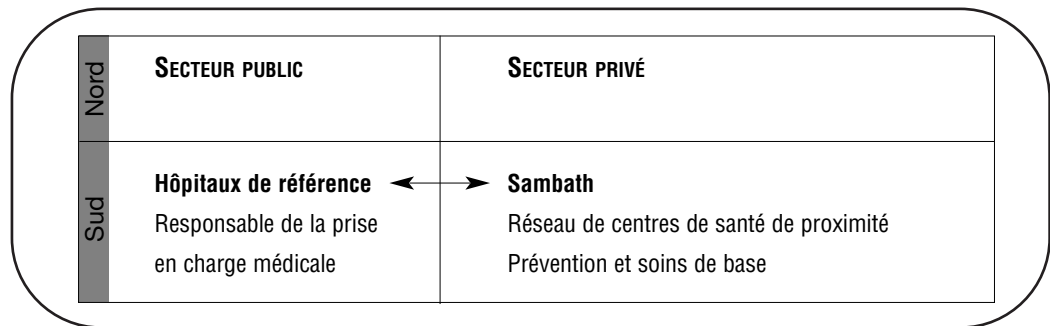 Nord
SECTEUR PUBLIC
SECTEUR PRIVÉ
Sud
Hôpitaux de référence
Responsable de la prise
en charge médicale
Sambath
Réseau de centres de santé de proximité
Prévention et soins de base